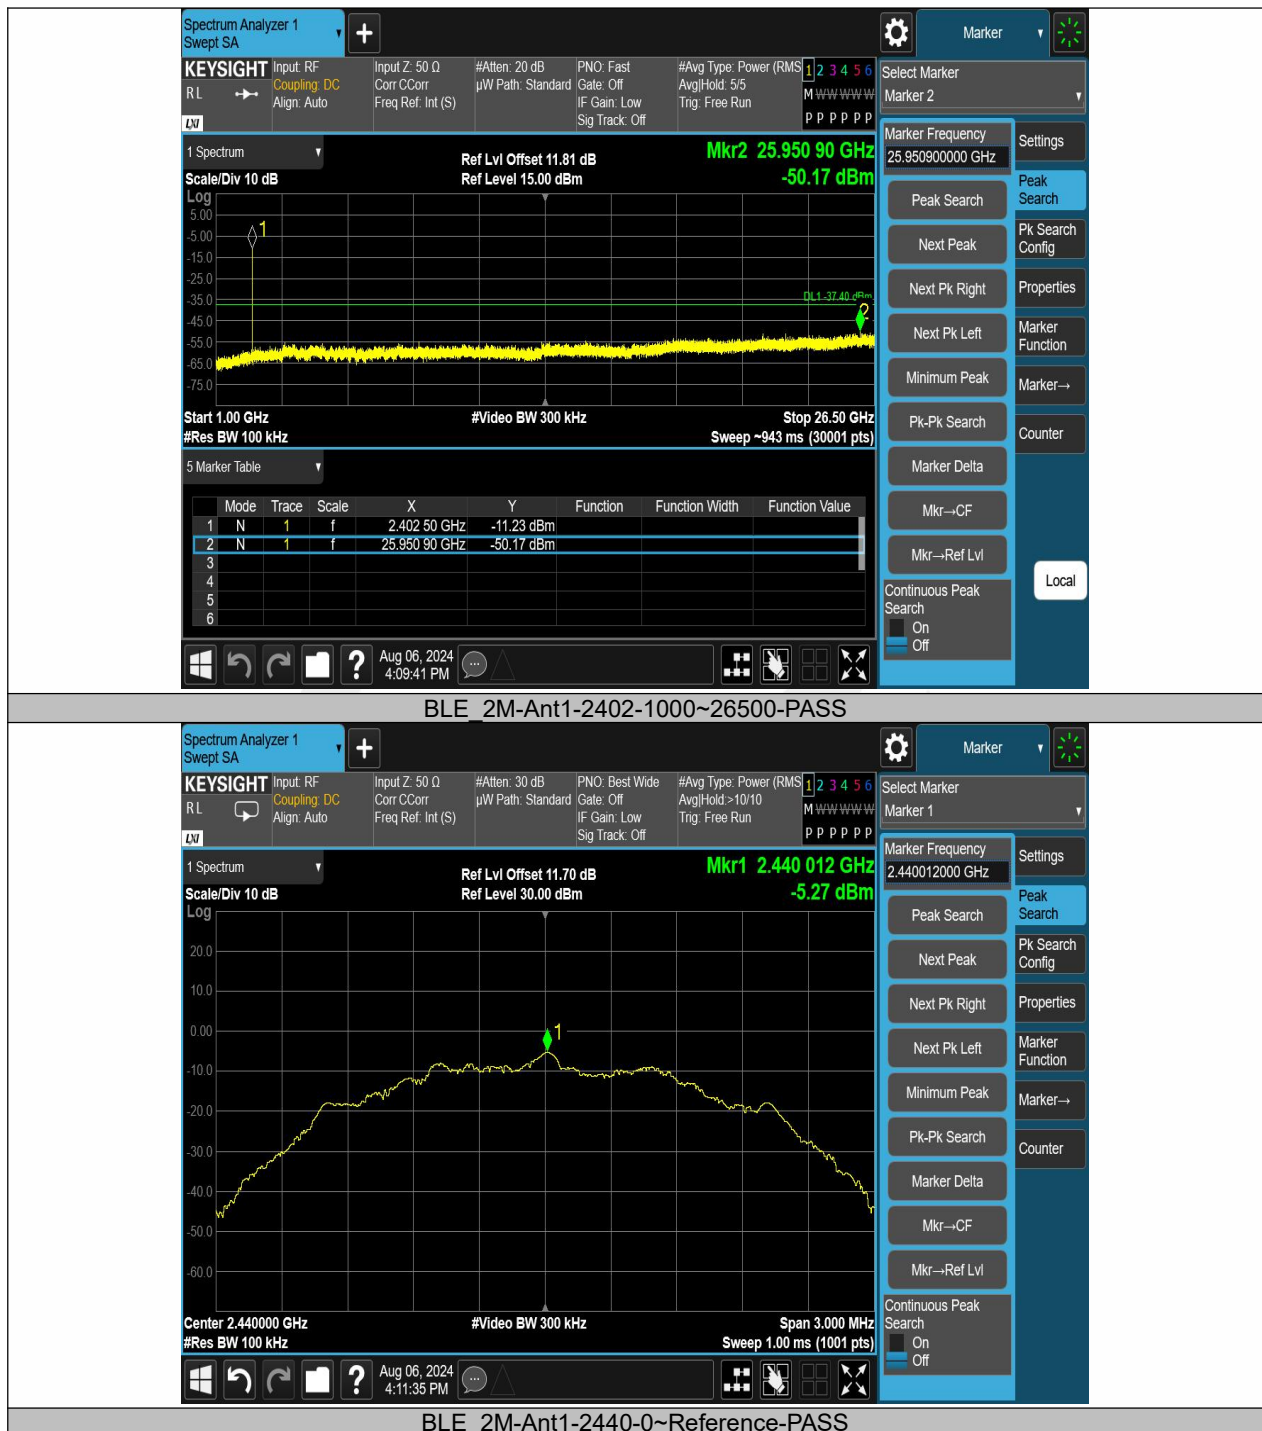 Spectrum Analyzer 1
Swept SA
Marker
KEYSIGHT
R L
LXI
Input: RF
Coupling: DC
Align: Auto
Input Z: 50 Ω
Corr CCorr
Freq Ref: Int (S)
#Atten: 20 dB
µW Path: Standard
PNO: Fast
Gate: Off
IF Gain: Low
Sig Track: Off
#Avg Type: Power (RMS
Avg|Hold: 5/5
Trig: Free Run
1 2 3 4 5 6
M W W W W W
P P P P P P
Select Marker
Marker 2
Marker Frequency
25.950900000 GHz
Settings
Peak Search
Peak
Search
Next Peak
Pk Search
Config
Next Pk Right
Properties
Next Pk Left
Marker
Function
Minimum Peak
Marker→
Pk-Pk Search
Counter
Marker Delta
Mkr→CF
Mkr→Ref Lvl
Continuous Peak
Search
On
Off
Local
1 Spectrum
Scale/Div 10 dB
Log
Ref Lvl Offset 11.81 dB
Ref Level 15.00 dBm
Mkr2 25.950 90 GHz
-50.17 dBm
5.00
-5.00
-15.0
-25.0
-35.0
-45.0
-55.0
-65.0
-75.0
1
DL1 -37.40 dBm
2
Start 1.00 GHz
#Video BW 300 kHz
Stop 26.50 GHz
#Res BW 100 kHz
Sweep ~943 ms (30001 pts)
5 Marker Table
Mode Trace Scale X Y Function Function Width Function Value
1 N 1 f 2.402 50 GHz -11.23 dBm
2 N 1 f 25.950 90 GHz -50.17 dBm
3
4
5
6
?
Aug 06, 2024
4:09:41 PM
BLE_2M-Ant1-2402-1000~26500-PASS
Spectrum Analyzer 1
Swept SA
Marker
KEYSIGHT
R L
LXI
Input: RF
Coupling: DC
Align: Auto
Input Z: 50 Ω
Corr CCorr
Freq Ref: Int (S)
#Atten: 30 dB
µW Path: Standard
PNO: Best Wide
Gate: Off
IF Gain: Low
Sig Track: Off
#Avg Type: Power (RMS
Avg|Hold:>10/10
Trig: Free Run
1 2 3 4 5 6
M W W W W W
P P P P P P
Select Marker
Marker 1
Marker Frequency
2.440012000 GHz
Settings
Peak Search
Peak
Search
Next Peak
Pk Search
Config
Next Pk Right
Properties
Next Pk Left
Marker
Function
Minimum Peak
Marker→
Pk-Pk Search
Counter
Marker Delta
Mkr→CF
Mkr→Ref Lvl
Continuous Peak
Search
On
Off
1 Spectrum
Scale/Div 10 dB
Log
Ref Lvl Offset 11.70 dB
Ref Level 30.00 dBm
Mkr1 2.440 012 GHz
-5.27 dBm
20.0
10.0
0.00
-10.0
-20.0
-30.0
-40.0
-50.0
-60.0
1
Center 2.440000 GHz
#Video BW 300 kHz
Span 3.000 MHz
#Res BW 100 kHz
Sweep 1.00 ms (1001 pts)
?
Aug 06, 2024
4:11:35 PM
BLE_2M-Ant1-2440-0~Reference-PASS